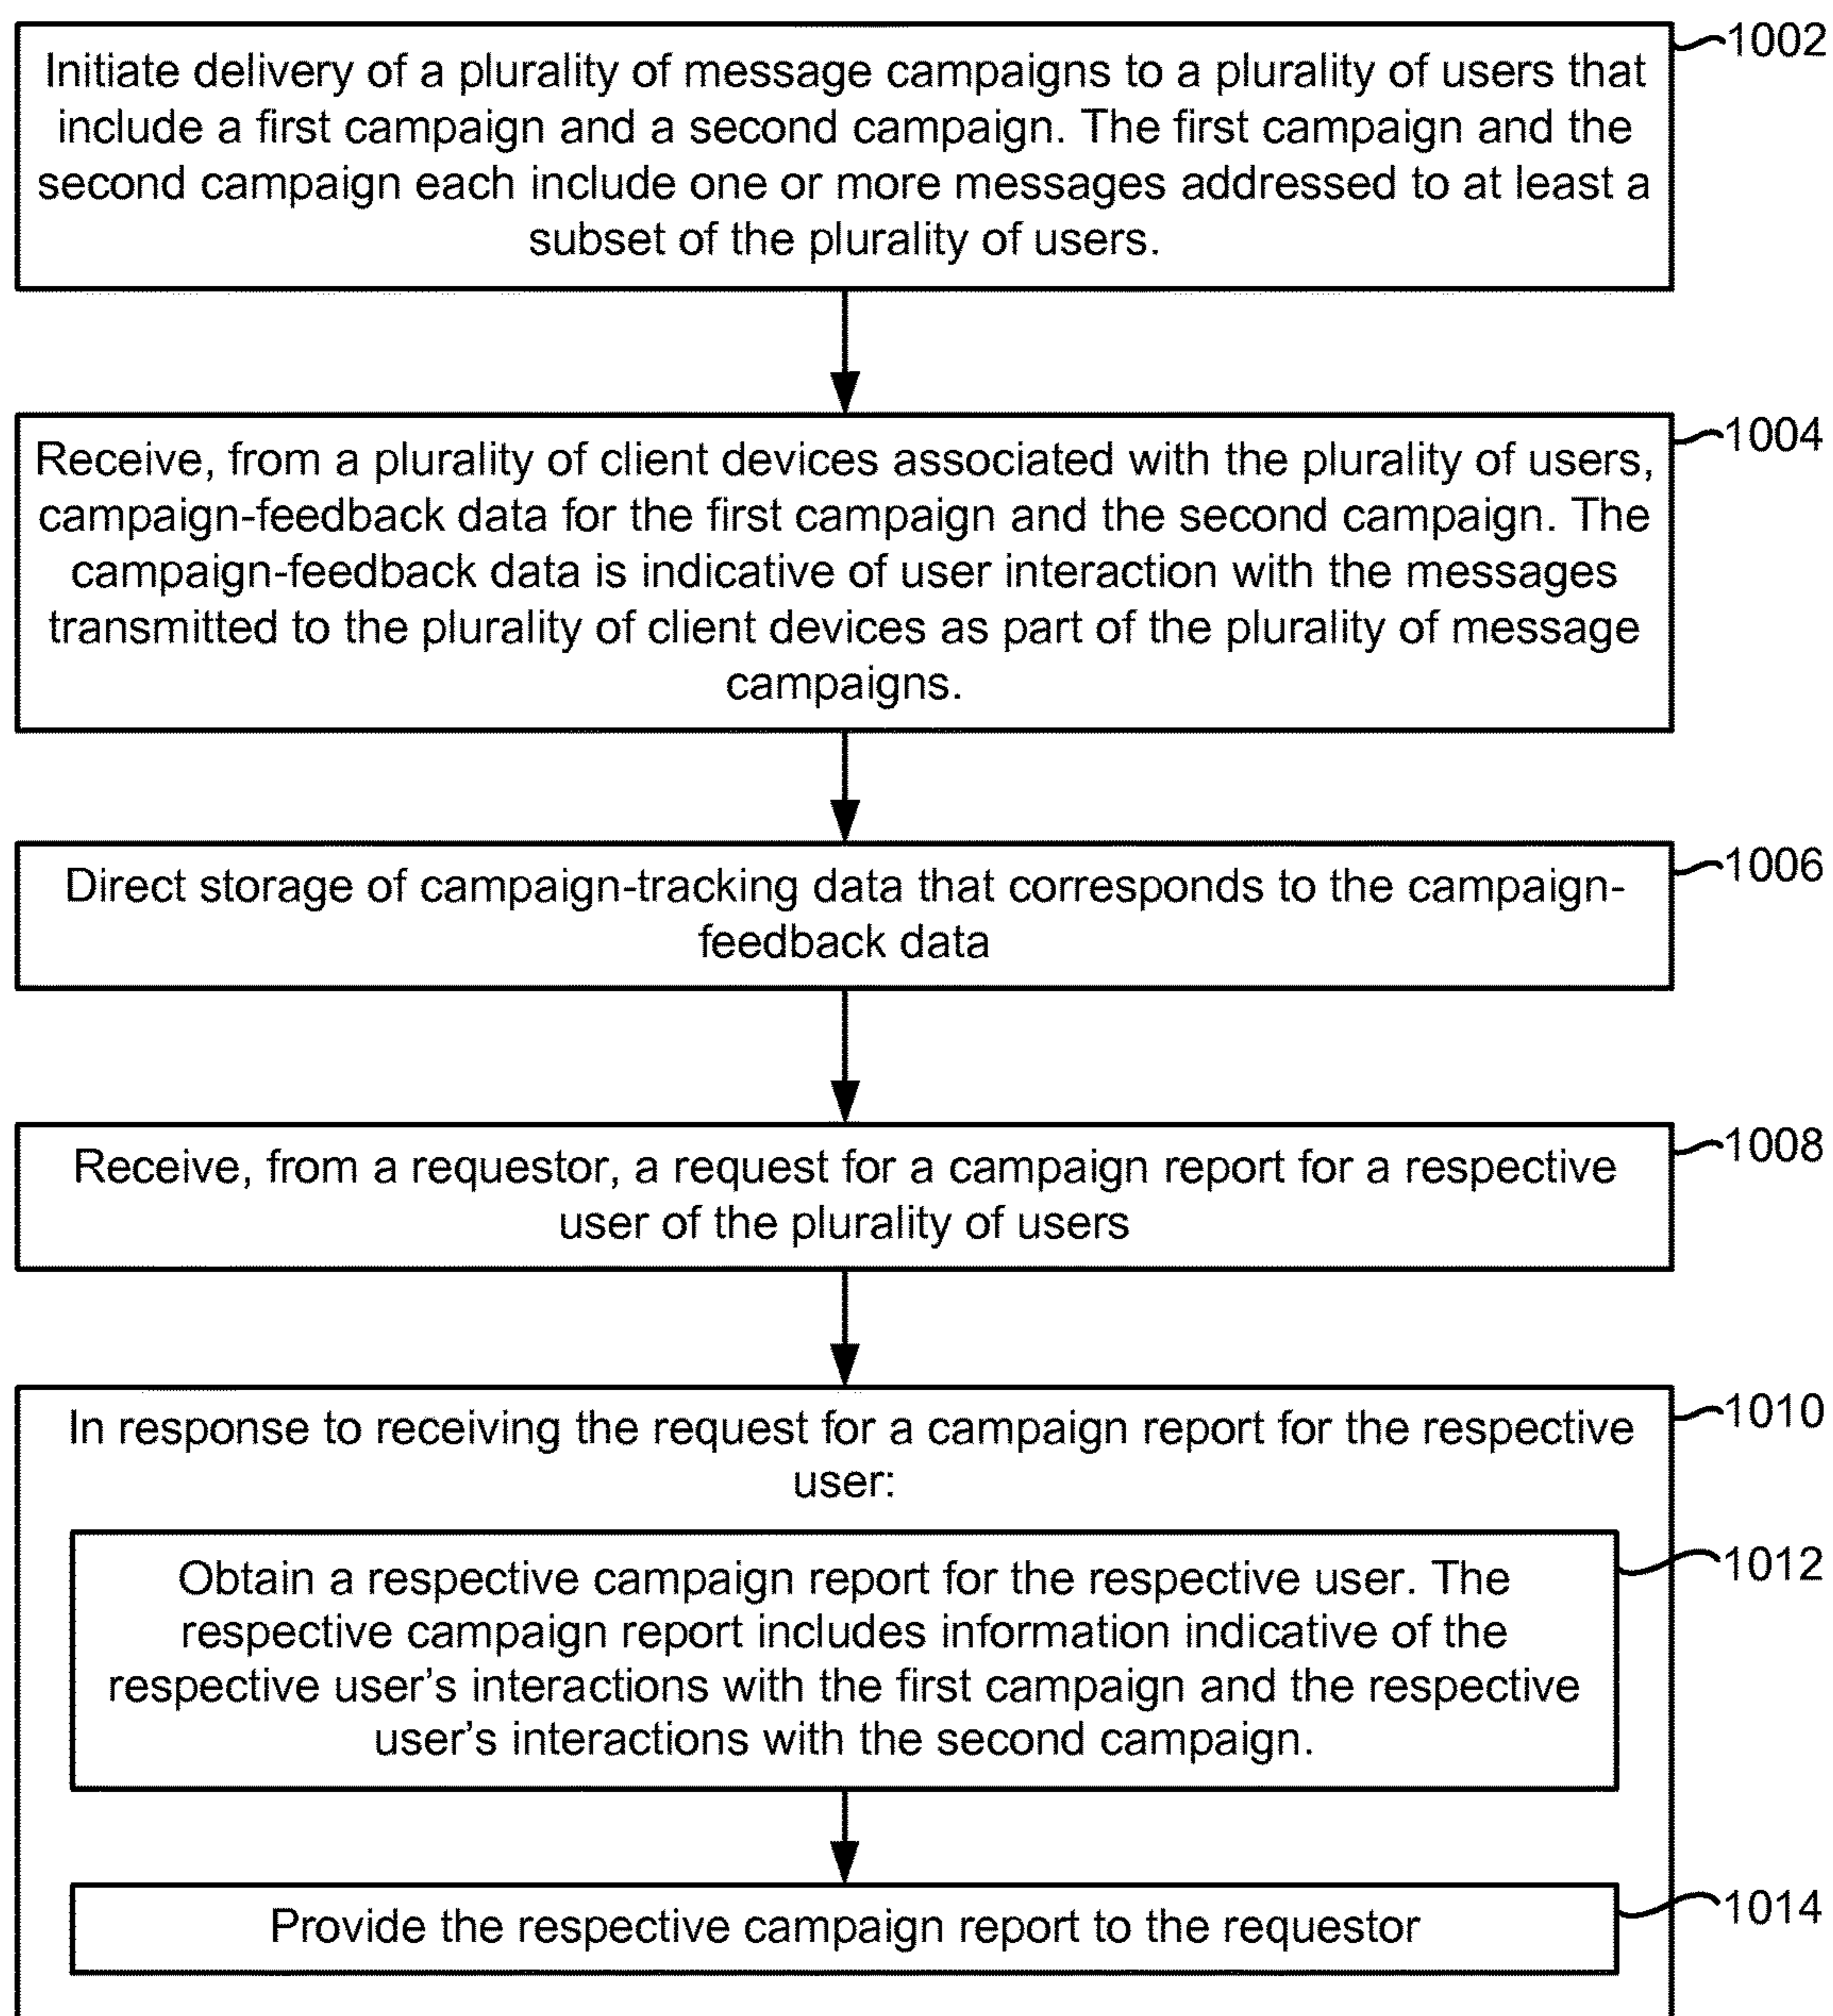 1002
Initiate delivery of a plurality of message campaigns to a plurality of users that
include a first campaign and a second campaign. The first campaign and the
second campaign each include one or more messages addressed to at least a
subset of the plurality of users.
1004
Receive, from a plurality of client devices associated with the plurality of users,
campaign-feedback data for the first campaign and the second campaign. The
campaign-feedback data is indicative of user interaction with the messages
transmitted to the plurality of client devices as part of the plurality of message
campaigns.
1006
Direct storage of campaign-tracking data that corresponds to the campaign-
feedback data
1008
Receive, from a requestor, a request for a campaign report for a respective
user of the plurality of users
1010
In response to receiving the request for a campaign report for the respective
user:
1012
Obtain a respective campaign report for the respective user. The
respective campaign report includes information indicative of the
respective user's interactions with the first campaign and the respective
user's interactions with the second campaign.
1014
Provide the respective campaign report to the requestor